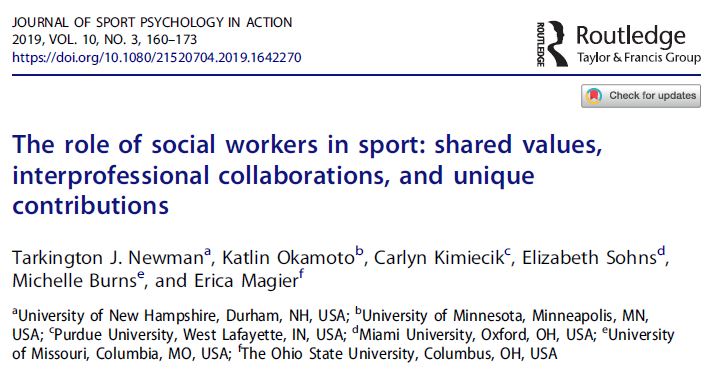 JOURNAL OF SPORT PSYCHOLOGY IN ACTION
2019, VOL. 10, NO. 3, 160–173
https://doi.org/10.1080/21520704.2019.1642270
ROUTLEDGE
Routledge
Taylor & Francis Group
Check for updates
The role of social workers in sport: shared values,
interprofessional collaborations, and unique
contributions
Tarkington J. Newmanᵃ, Katlin Okamotoᵇ, Carlyn Kimiecikᶜ, Elizabeth Sohnsᵈ,
Michelle Burnsᵉ, and Erica Magierᶠ
ᵃUniversity of New Hampshire, Durham, NH, USA; ᵇUniversity of Minnesota, Minneapolis, MN,
USA; ᶜPurdue University, West Lafayette, IN, USA; ᵈMiami University, Oxford, OH, USA; ᵉUniversity
of Missouri, Columbia, MO, USA; ᶠThe Ohio State University, Columbus, OH, USA